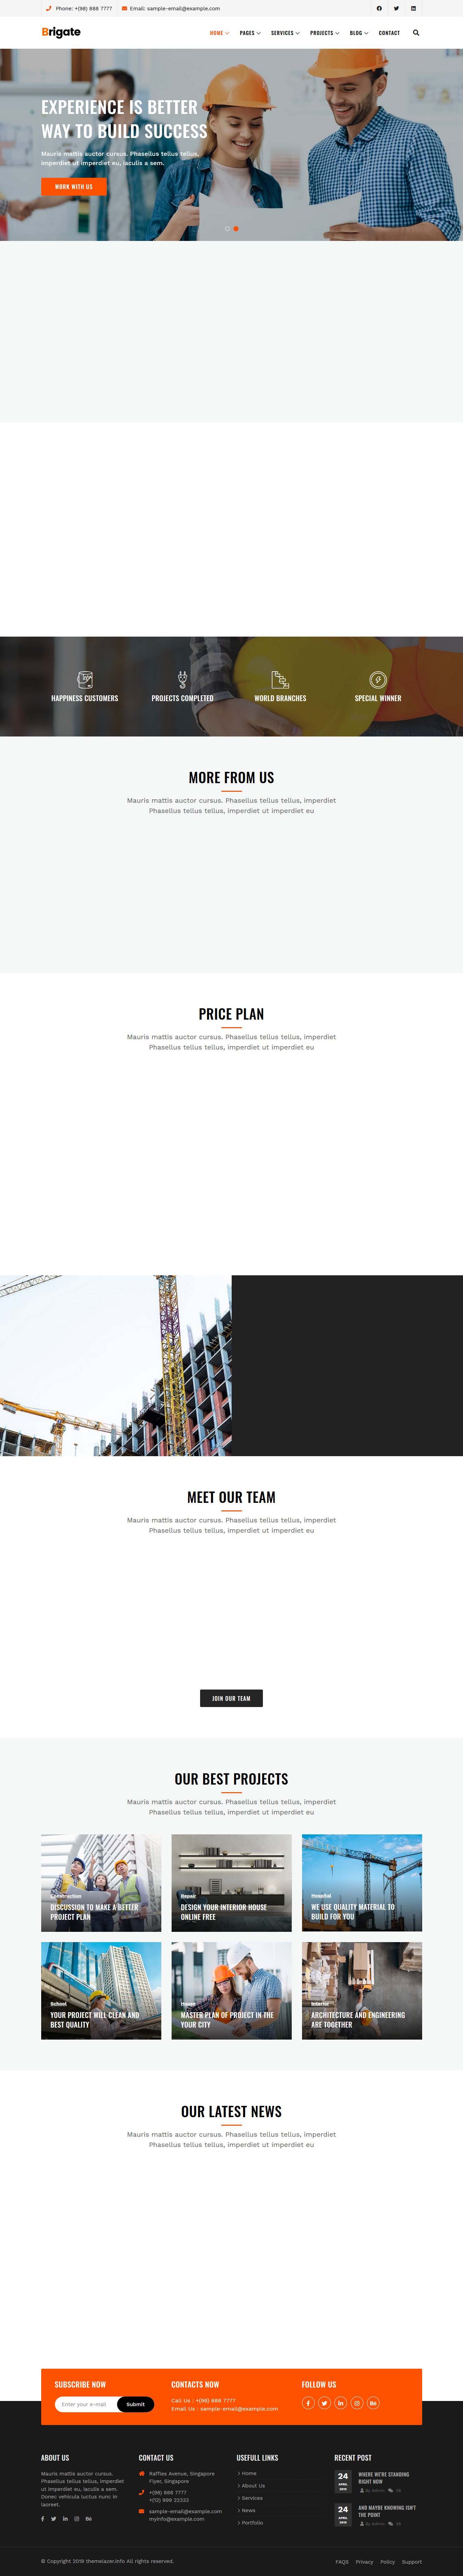 Phone: +(98) 888 7777
Email: sample-email@example.com
Brigate
HOME
PAGES
SERVICES
PROJECTS
BLOG
CONTACT
EXPERIENCE IS BETTER
WAY TO BUILD SUCCESS
Mauris mattis auctor cursus. Phasellus tellus tellus,
imperdiet ut imperdiet eu, iaculis a sem.
WORK WITH US
HAPPINESS CUSTOMERS
PROJECTS COMPLETED
WORLD BRANCHES
SPECIAL WINNER
MORE FROM US
Mauris mattis auctor cursus. Phasellus tellus tellus, imperdiet
Phasellus tellus tellus, imperdiet ut imperdiet eu
PRICE PLAN
Mauris mattis auctor cursus. Phasellus tellus tellus, imperdiet
Phasellus tellus tellus, imperdiet ut imperdiet eu
MEET OUR TEAM
Mauris mattis auctor cursus. Phasellus tellus tellus, imperdiet
Phasellus tellus tellus, imperdiet ut imperdiet eu
JOIN OUR TEAM
OUR BEST PROJECTS
Mauris mattis auctor cursus. Phasellus tellus tellus, imperdiet
Phasellus tellus tellus, imperdiet ut imperdiet eu
Construction
DISCUSSION TO MAKE A BETTER
PROJECT PLAN
Repair
DESIGN YOUR INTERIOR HOUSE
ONLINE FREE
Hospital
WE USE QUALITY MATERIAL TO
BUILD FOR YOU
School
YOUR PROJECT WILL CLEAN AND
BEST QUALITY
House
MASTER PLAN OF PROJECT IN THE
YOUR CITY
Interior
ARCHITECTURE AND ENGINEERING
ARE TOGETHER
OUR LATEST NEWS
Mauris mattis auctor cursus. Phasellus tellus tellus, imperdiet
Phasellus tellus tellus, imperdiet ut imperdiet eu
SUBSCRIBE NOW
Enter your e-mail
Submit
CONTACTS NOW
Call Us : +(98) 888 7777
Email Us : sample-email@example.com
FOLLOW US
ABOUT US
Mauris mattis auctor cursus.
Phasellus tellus tellus, imperdiet
ut imperdiet eu, iaculis a sem.
Donec vehicula luctus nunc in
laoreet.
CONTACT US
Raffles Avenue, Singapore
Flyer, Singapore
+(98) 888 7777
+(12) 999 22333
sample-email@example.com
myinfo@example.com
USEFULL LINKS
Home
About Us
Services
News
Portfolio
RECENT POST
24
APRIL
2019
WHERE WE'RE STANDING
RIGHT NOW
By Admin
24
APRIL
2019
AND MAYBE KNOWING ISN'T
THE POINT
By Admin
© Copyright 2019 themelazer.info All rights reserved.
FAQS
Privacy
Policy
Support